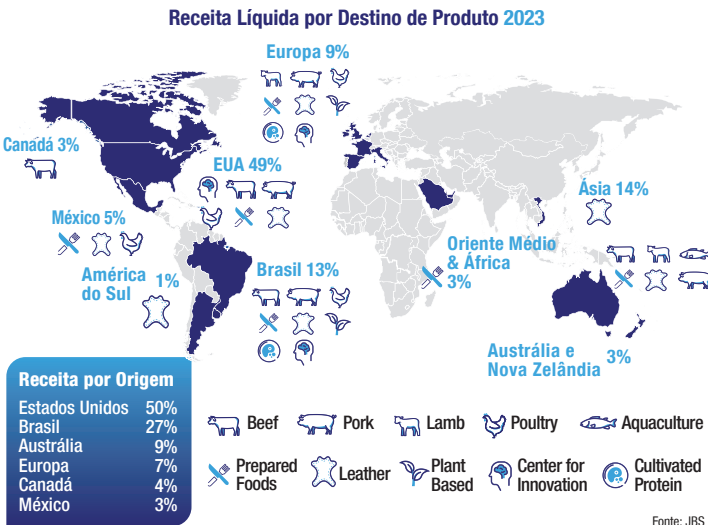 Receita Líquida por Destino de Produto 2023
Europa 9%
Canadá 3%
EUA 49%
Ásia 14%
México 5%
Oriente Médio
& África
3%
América
do Sul
1%
Brasil 13%
Austrália e
Nova Zelândia
3%
Receita por Origem
Estados Unidos 50%
Brasil 27%
Austrália 9%
Europa 7%
Canadá 4%
México 3%
Beef
Pork
Lamb
Poultry
Aquaculture
Prepared
Foods
Leather
Plant
Based
Center for
Innovation
Cultivated
Protein
Fonte: JBS